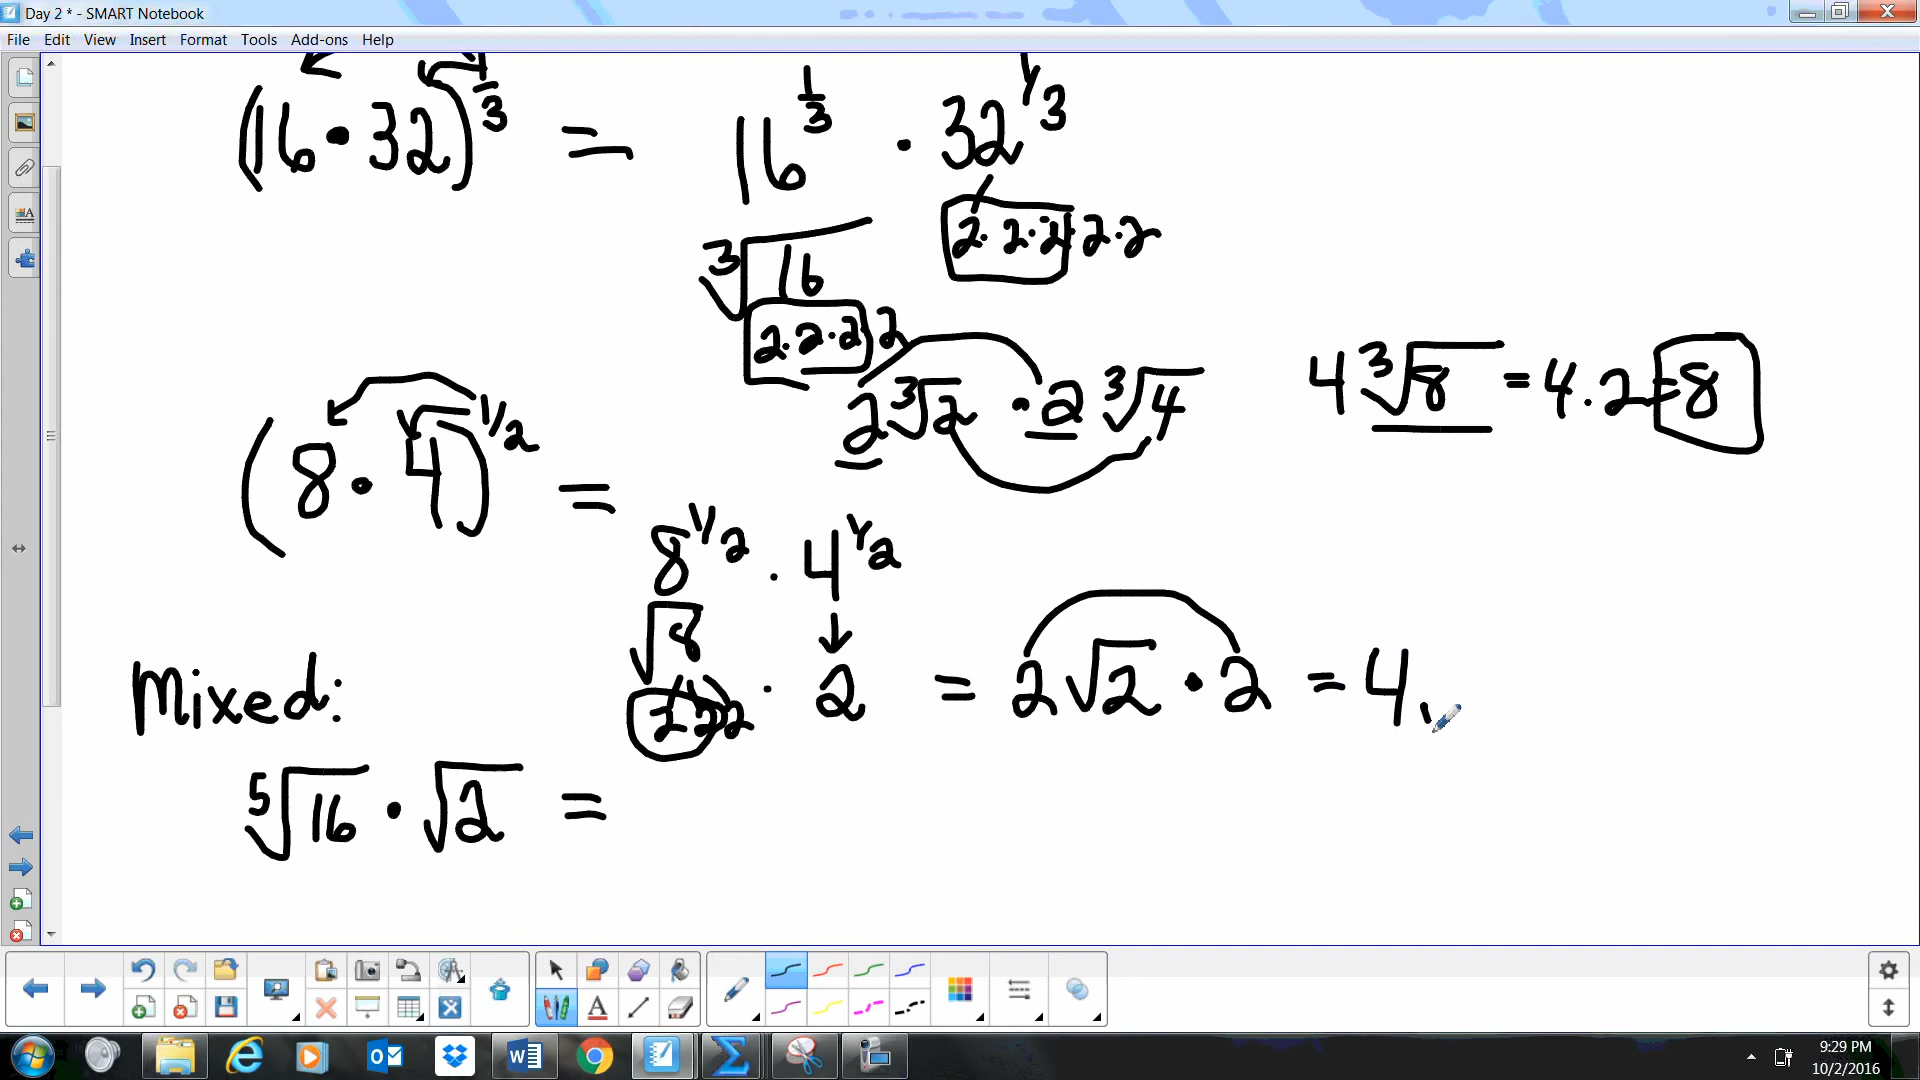 Day 2 * - SMART Notebook
File Edit View Insert Format Tools Add-ons Help
(16 • 32)^{1/3} = 16^{1/3} · 32^{1/3}
2·2·2·2·2
∛16
2·2·2·2
2∛2 · 2∛4
4∛8 = 4·2 = 8
(8 • 4)^{1/2} =
8^{1/2} · 4^{1/2}
√8
222 · 2 = 2√2 · 2 = 4
Mixed:
⁵√16 · √2 =
9:29 PM
10/2/2016